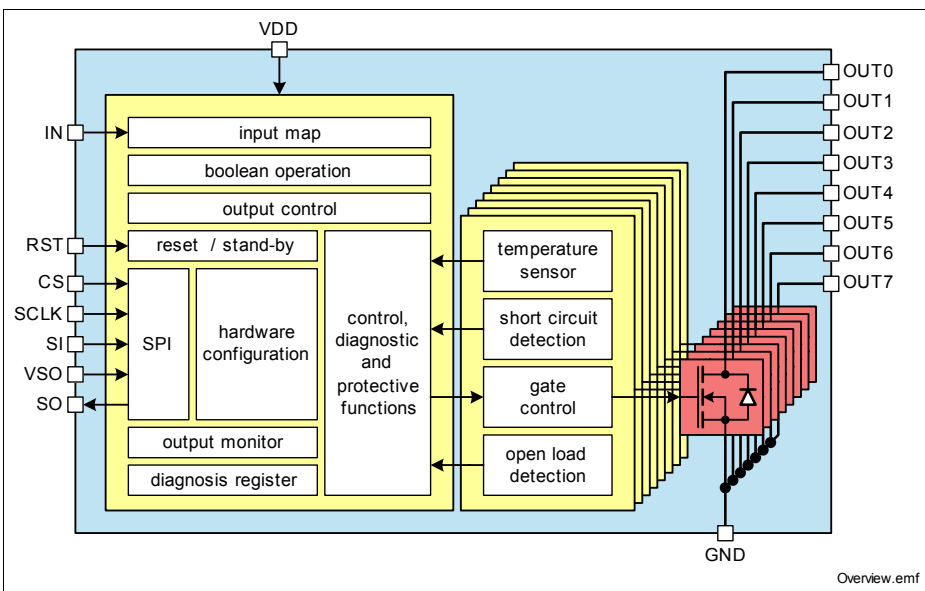 VDD
OUT0
OUT1
OUT2
OUT3
OUT4
OUT5
OUT6
OUT7
IN
RST
CS
SCLK
SI
VSO
SO
input map
boolean operation
output control
reset / stand-by
SPI
hardware
configuration
control,
diagnostic
and
protective
functions
output monitor
diagnosis register
temperature
sensor
short circuit
detection
gate
control
open load
detection
GND
Overview.emf